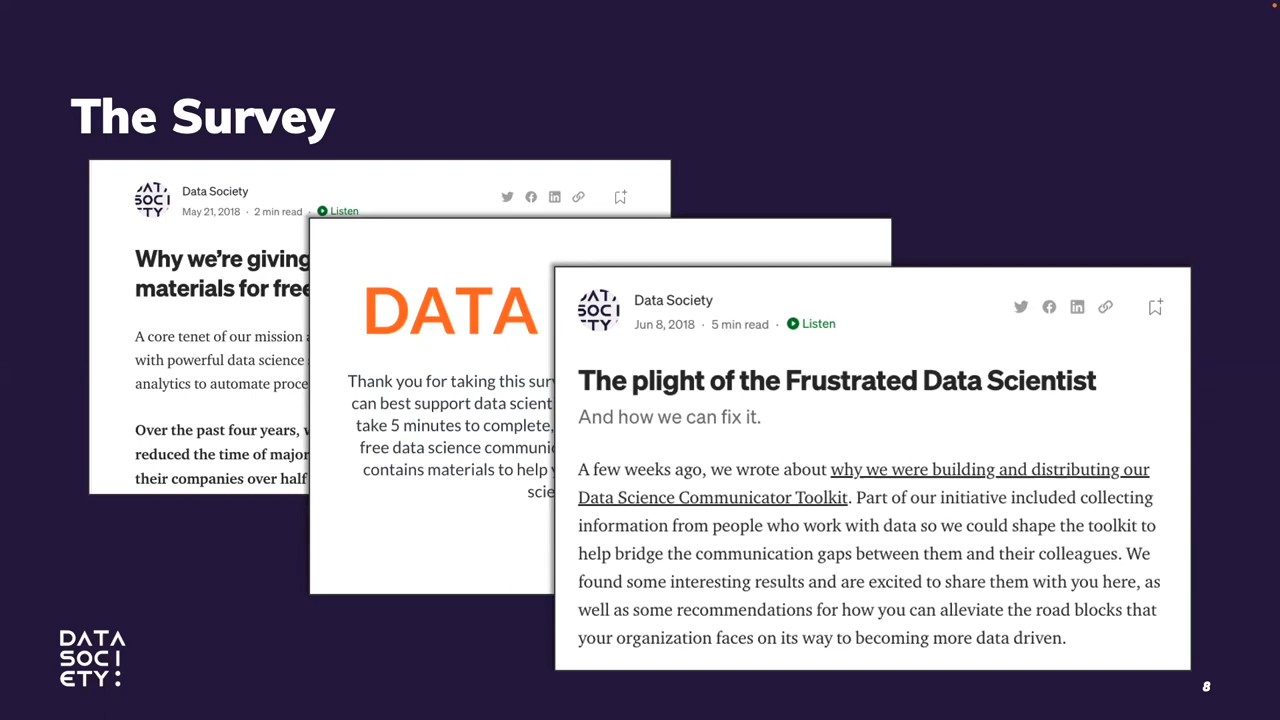 The Survey
DATA
SOCI
ETY
Data Society
May 21, 2018 · 2 min read · Listen
Why we’re giving
materials for free
A core tenet of our mission
with powerful data science
analytics to automate proce
Over the past four years,
reduced the time of major
their companies over half
DATA
Thank you for taking this surv
can best support data scient
take 5 minutes to complete,
free data science communic
contains materials to help y
scie
DATA
SOCI
ETY
Data Society
Jun 8, 2018 · 5 min read · Listen
The plight of the Frustrated Data Scientist
And how we can fix it.
A few weeks ago, we wrote about why we were building and distributing our
Data Science Communicator Toolkit. Part of our initiative included collecting
information from people who work with data so we could shape the toolkit to
help bridge the communication gaps between them and their colleagues. We
found some interesting results and are excited to share them with you here, as
well as some recommendations for how you can alleviate the road blocks that
your organization faces on its way to becoming more data driven.
DATA
SOCI
ETY:
8